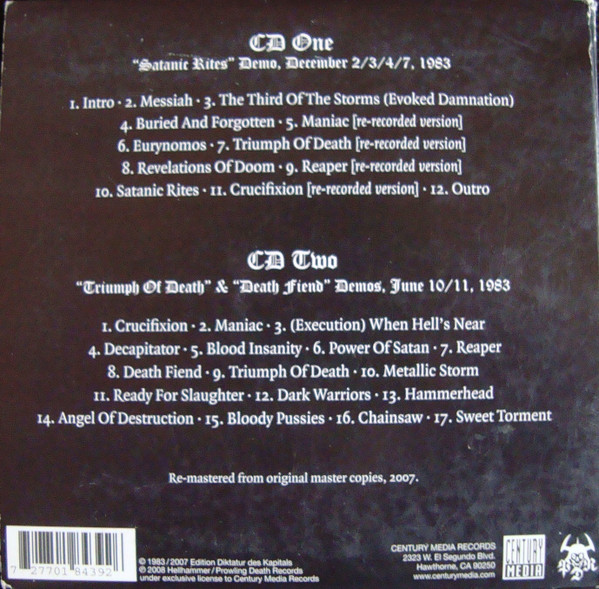 CD One
"Satanic Rites" Demo, December 2/3/4/7, 1983
1. Intro · 2. Messiah · 3. The Third Of The Storms (Evoked Damnation)
4. Buried And Forgotten · 5. Maniac [re-recorded version]
6. Eurynomos · 7. Triumph Of Death [re-recorded version]
8. Revelations Of Doom · 9. Reaper [re-recorded version]
10. Satanic Rites · 11. Crucifixion [re-recorded version] · 12. Outro
CD Two
"Triumph Of Death" & "Death Fiend" Demos, June 10/11, 1983
1. Crucifixion · 2. Maniac · 3. (Execution) When Hell's Near
4. Decapitator · 5. Blood Insanity · 6. Power Of Satan · 7. Reaper
8. Death Fiend · 9. Triumph Of Death · 10. Metallic Storm
11. Ready For Slaughter · 12. Dark Warriors · 13. Hammerhead
14. Angel Of Destruction · 15. Bloody Pussies · 16. Chainsaw · 17. Sweet Torment
Re-mastered from original master copies, 2007.
7 27701 84392
℗ 1983 / 2007 Edition Diktatur des Kapitals
℗ © 2008 Hellhammer / Prowling Death Records
under exclusive license to Century Media Records
CENTURY MEDIA RECORDS
2323 W. El Segundo Blvd.
Hawthorne, CA 90250
www.centurymedia.com
CENTURY
MEDIA
P D R